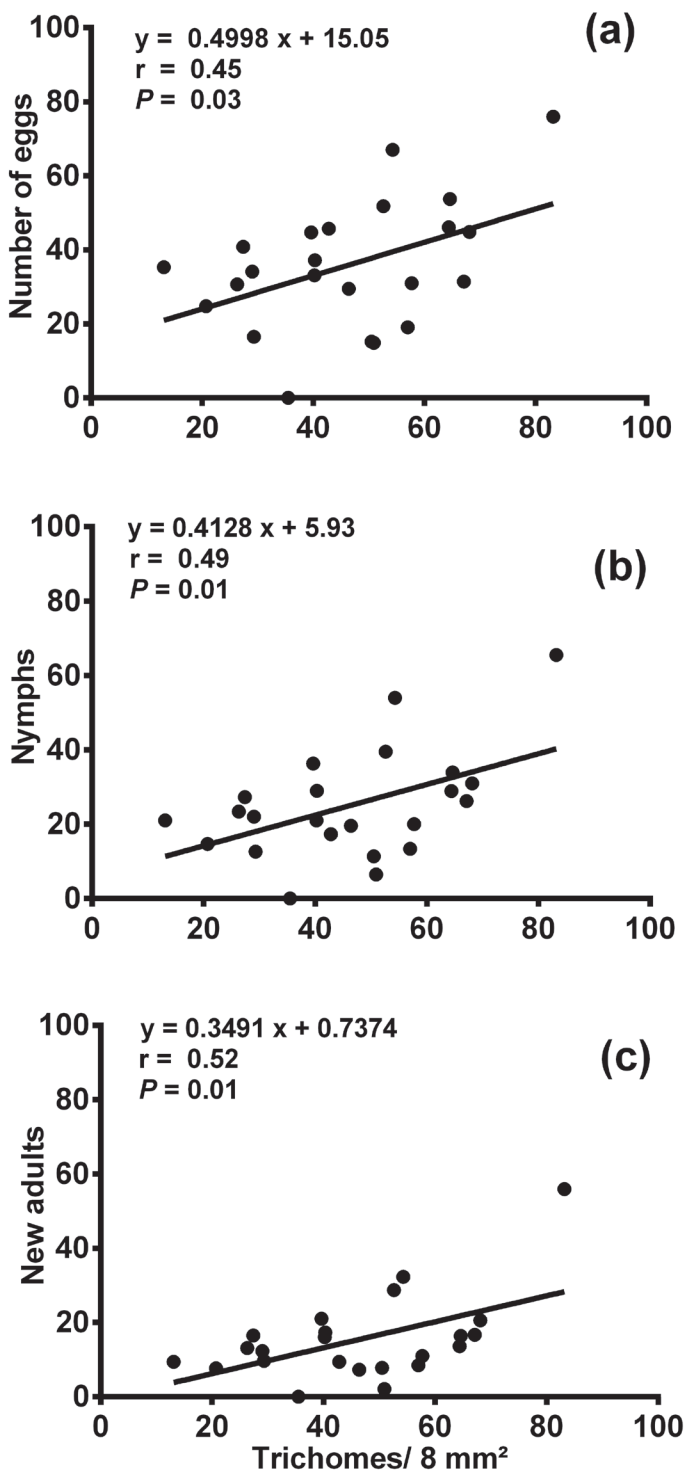 (a)
y = 0.4998 x + 15.05
r = 0.45
P = 0.03
Number of eggs
100
80
60
40
20
0
0 20 40 60 80 100
(b)
y = 0.4128 x + 5.93
r = 0.49
P = 0.01
Nymphs
100
80
60
40
20
0
0 20 40 60 80 100
(c)
y = 0.3491 x + 0.7374
r = 0.52
P = 0.01
New adults
100
80
60
40
20
0
0 20 40 60 80 100
Trichomes/ 8 mm²